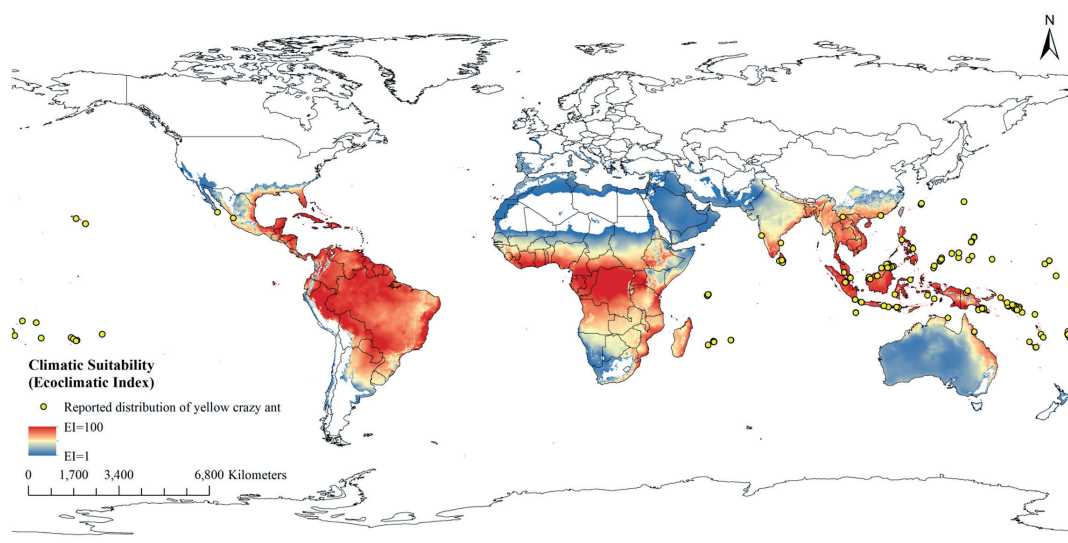 N
Climatic Suitability
(Ecoclimatic Index)
Reported distribution of yellow crazy ant
EI=100
EI=1
0 1,700 3,400 6,800 Kilometers